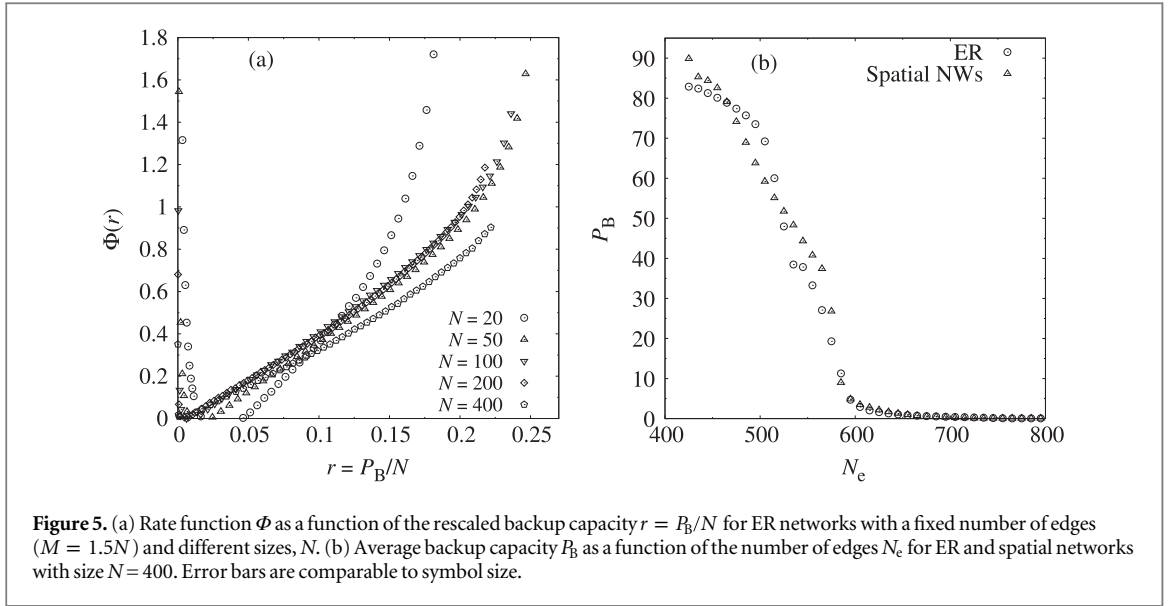 1.8
1.6
1.4
1.2
1
0.8
0.6
0.4
0.2
0
Φ(r)
(a)
N = 20
N = 50
N = 100
N = 200
N = 400
0 0.05 0.1 0.15 0.2 0.25
r = P_B/N
90
80
70
60
50
40
30
20
10
0
P_B
(b)
ER
Spatial NWs
400 500 600 700 800
N_e
Figure 5. (a) Rate function Φ as a function of the rescaled backup capacity r = P_B/N for ER networks with a fixed number of edges
(M = 1.5N) and different sizes, N. (b) Average backup capacity P_B as a function of the number of edges N_e for ER and spatial networks
with size N = 400. Error bars are comparable to symbol size.